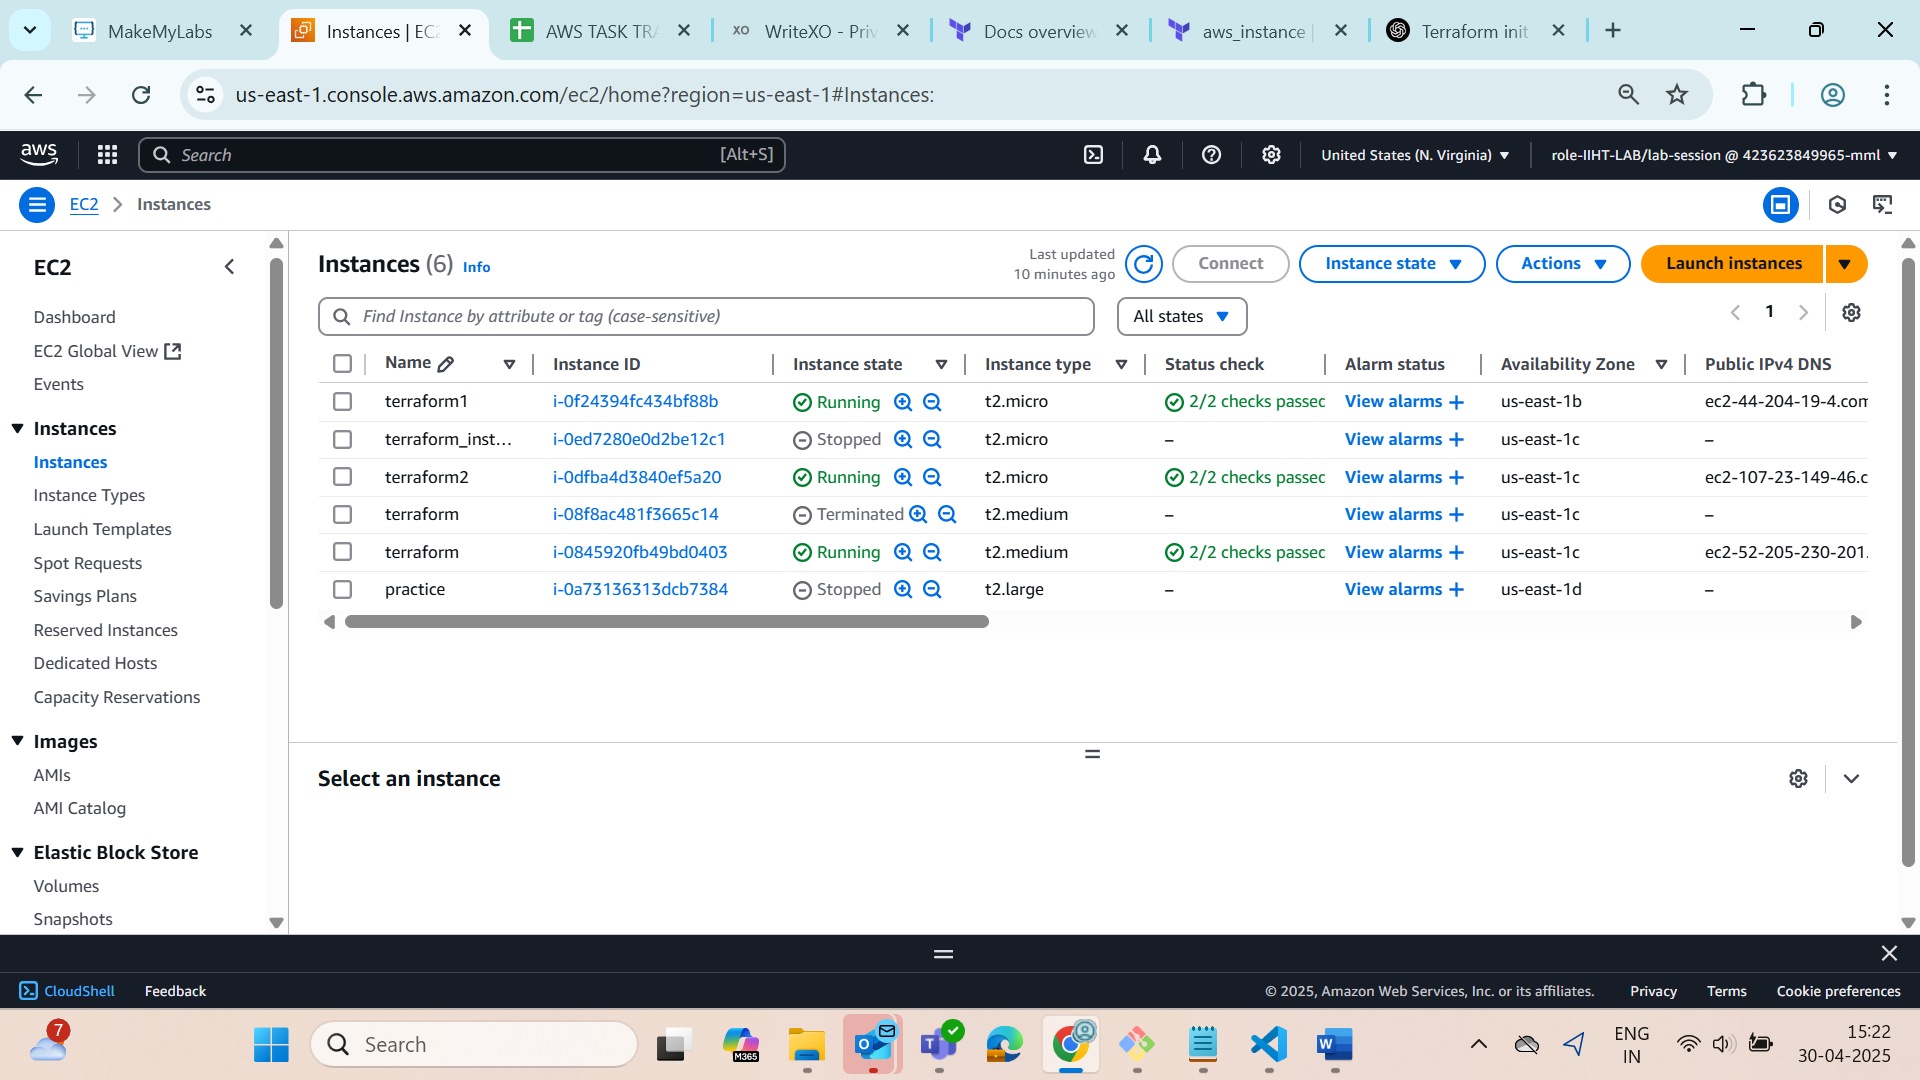 MakeMyLabs
Instances | EC
AWS TASK TRA
XO WriteXO - Priv
Docs overview
aws_instance |
Terraform init
us-east-1.console.aws.amazon.com/ec2/home?region=us-east-1#Instances:
aws
Search
[Alt+S]
United States (N. Virginia)
role-IIHT-LAB/lab-session @ 423623849965-mml
EC2
Instances
EC2
Dashboard
EC2 Global View
Events
Instances
Instances
Instance Types
Launch Templates
Spot Requests
Savings Plans
Reserved Instances
Dedicated Hosts
Capacity Reservations
Images
AMIs
AMI Catalog
Elastic Block Store
Volumes
Snapshots
Instances (6) Info
Last updated
10 minutes ago
Connect
Instance state
Actions
Launch instances
Find Instance by attribute or tag (case-sensitive)
All states
1
Name Instance ID Instance state Instance type Status check Alarm status Availability Zone Public IPv4 DNS
terraform1 i-0f24394fc434bf88b Running t2.micro 2/2 checks passed View alarms + us-east-1b ec2-44-204-19-4.com
terraform_inst... i-0ed7280e0d2be12c1 Stopped t2.micro – View alarms + us-east-1c –
terraform2 i-0dfba4d3840ef5a20 Running t2.micro 2/2 checks passed View alarms + us-east-1c ec2-107-23-149-46.c
terraform i-08f8ac481f3665c14 Terminated t2.medium – View alarms + us-east-1c –
terraform i-0845920fb49bd0403 Running t2.medium 2/2 checks passed View alarms + us-east-1c ec2-52-205-230-201.
practice i-0a73136313dcb7384 Stopped t2.large – View alarms + us-east-1d –
Select an instance
CloudShell
Feedback
© 2025, Amazon Web Services, Inc. or its affiliates.
Privacy
Terms
Cookie preferences
7
Search
M365
ENG
IN
15:22
30-04-2025